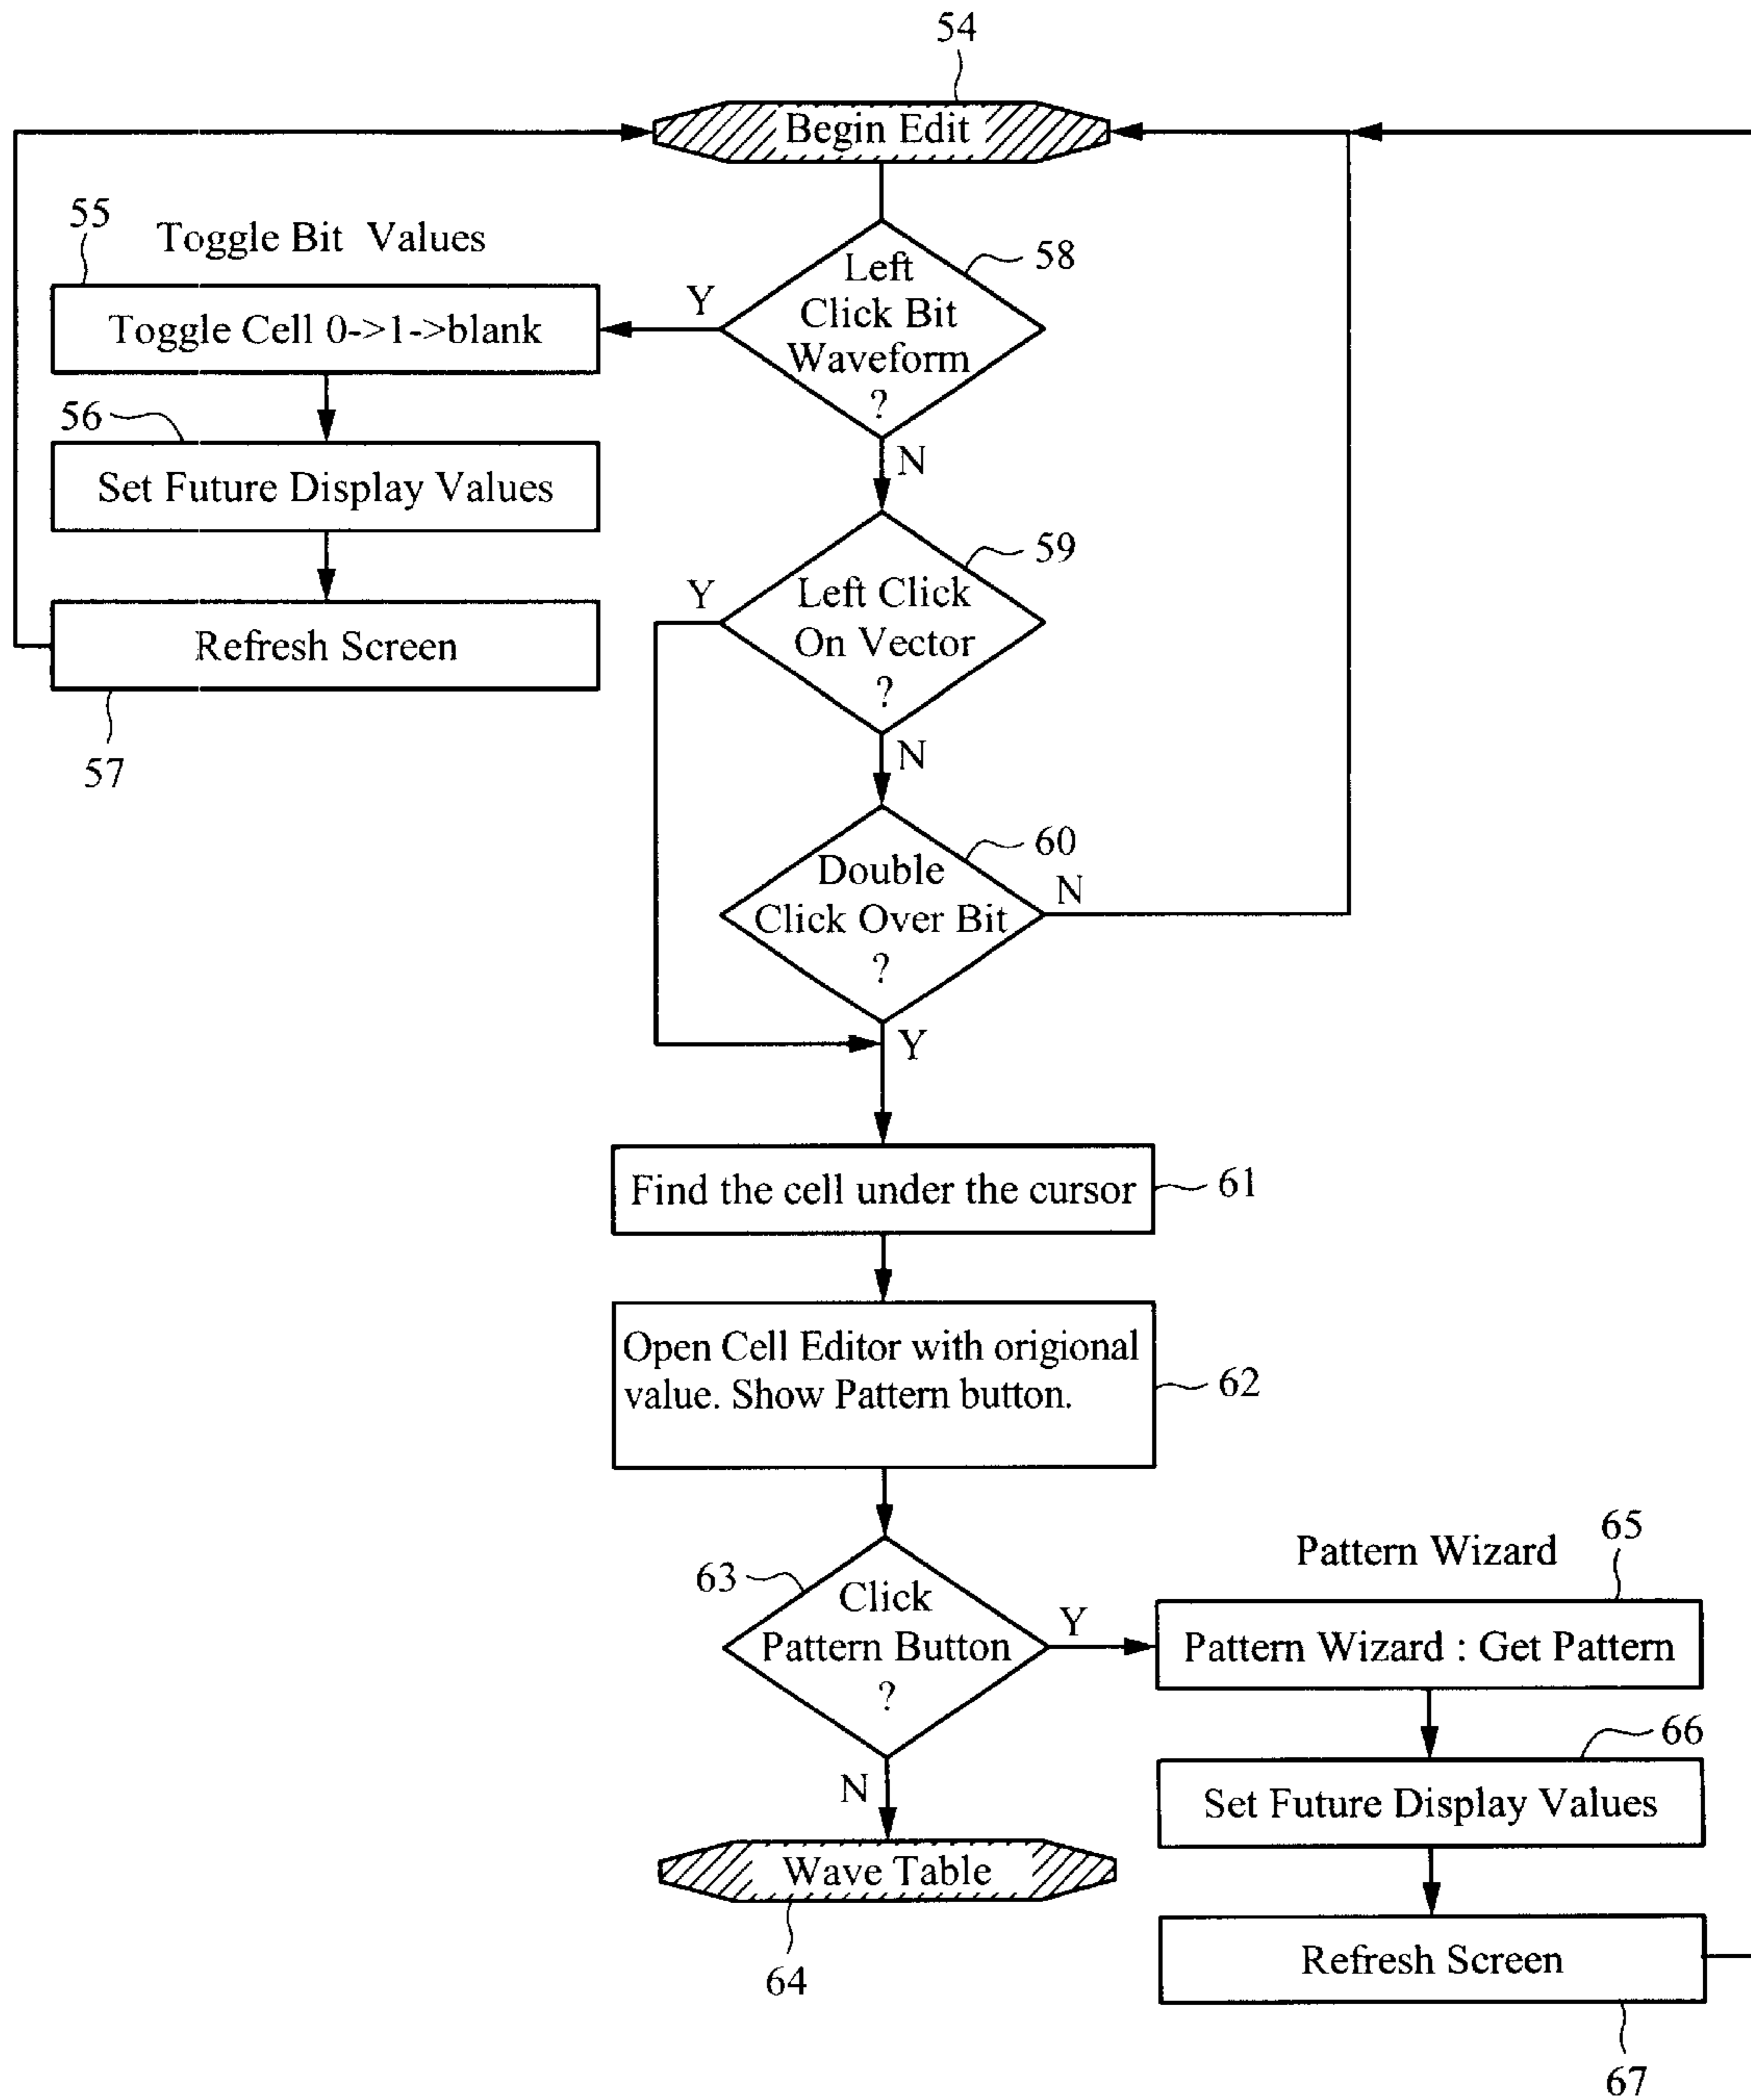 54
Begin Edit
55
Toggle Bit Values
Toggle Cell 0->1->blank
56
Set Future Display Values
Refresh Screen
57
58
Left
Click Bit
Waveform
?
Y
N
59
Left Click
On Vector
?
Y
N
60
Double
Click Over Bit
?
N
Y
Find the cell under the cursor
61
Open Cell Editor with origional
value. Show Pattern button.
62
63
Click
Pattern Button
?
Y
N
Wave Table
64
Pattern Wizard
65
Pattern Wizard : Get Pattern
66
Set Future Display Values
Refresh Screen
67